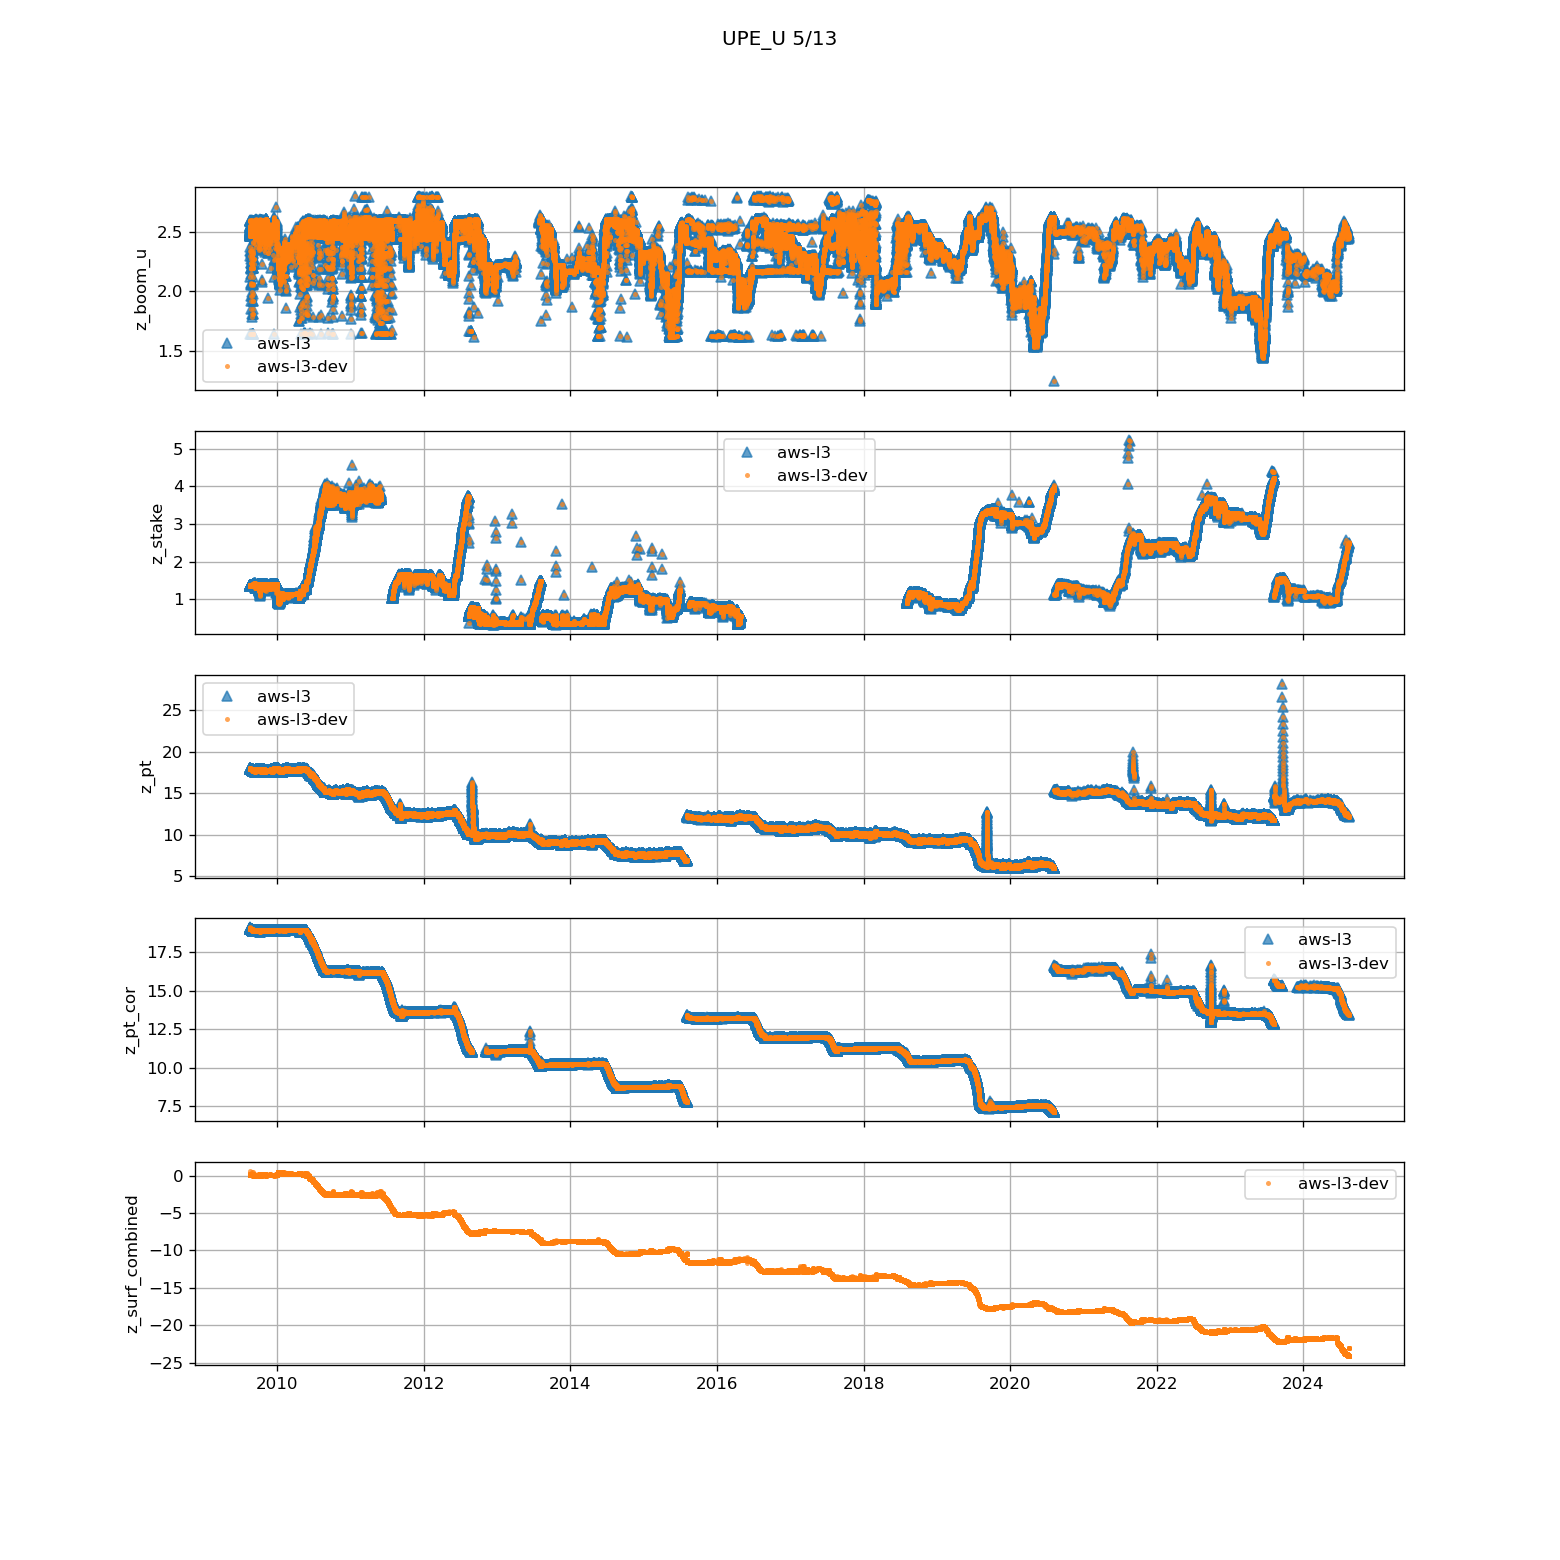 UPE_U 5/13
2.5
2.0
1.5
z_boom_u
aws-l3
aws-l3-dev
5
4
3
2
1
z_stake
aws-l3
aws-l3-dev
25
20
15
10
5
z_pt
aws-l3
aws-l3-dev
17.5
15.0
12.5
10.0
7.5
z_pt_cor
aws-l3
aws-l3-dev
0
−5
−10
−15
−20
−25
z_surf_combined
aws-l3-dev
2010 2012 2014 2016 2018 2020 2022 2024